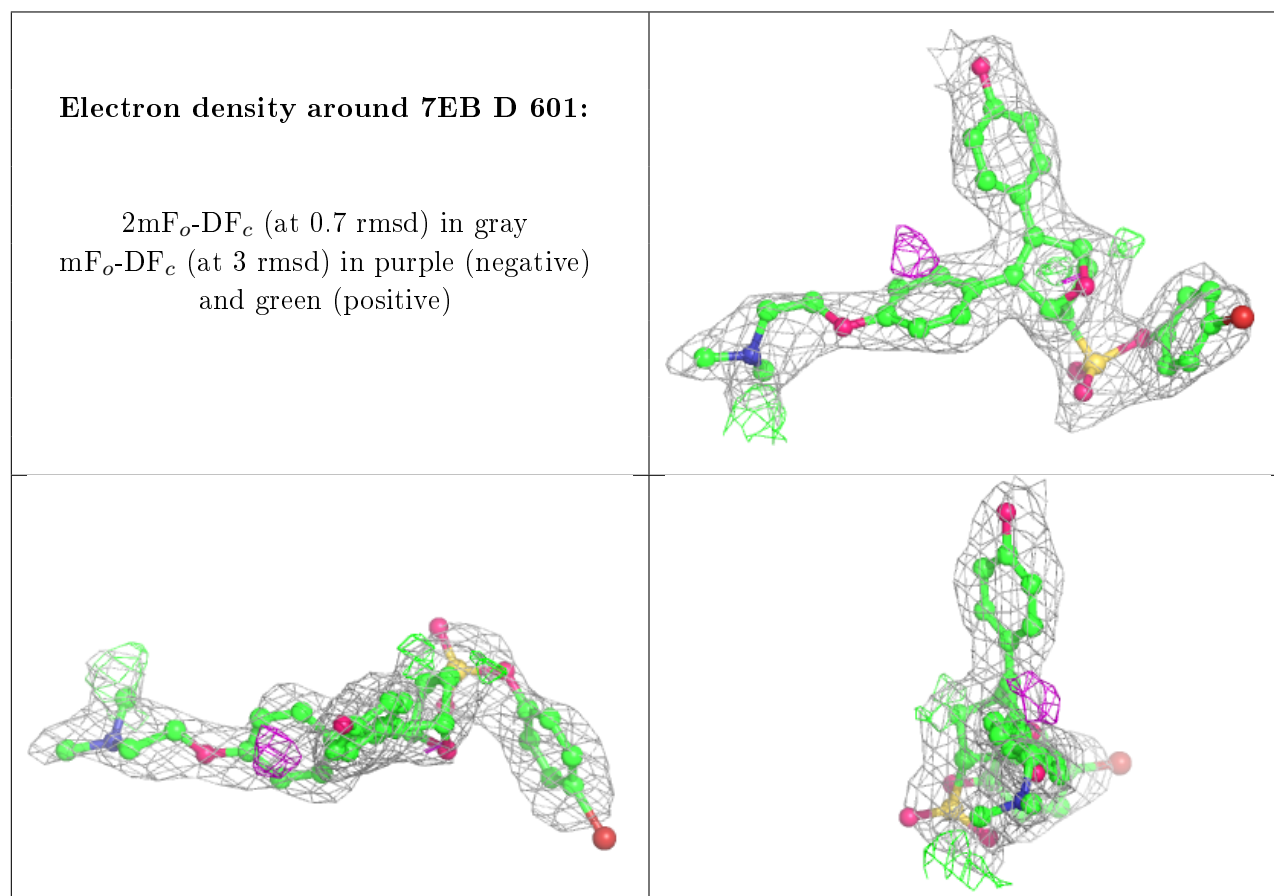 Electron density around 7EB D 601:
2mFo-DFc (at 0.7 rmsd) in gray
mFo-DFc (at 3 rmsd) in purple (negative)
and green (positive)